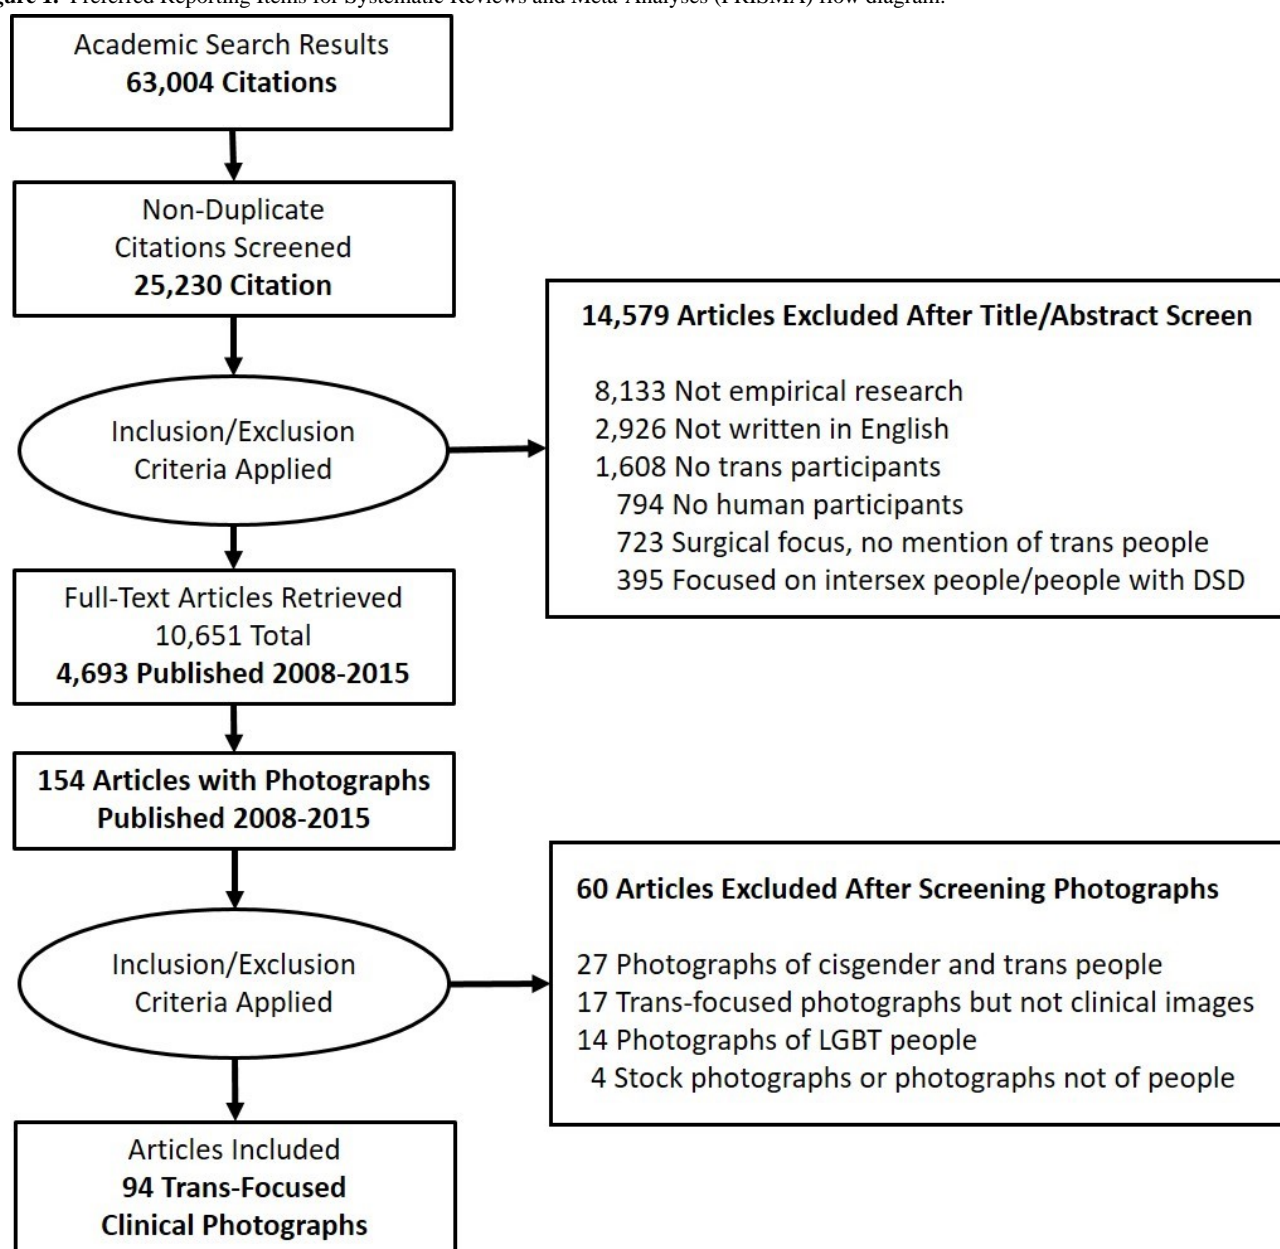 Figure 1. Preferred Reporting Items for Systematic Reviews and Meta-Analyses (PRISMA) flow diagram.
Academic Search Results
63,004 Citations
Non-Duplicate
Citations Screened
25,230 Citation
Inclusion/Exclusion
Criteria Applied
14,579 Articles Excluded After Title/Abstract Screen
8,133 Not empirical research
2,926 Not written in English
1,608 No trans participants
794 No human participants
723 Surgical focus, no mention of trans people
395 Focused on intersex people/people with DSD
Full-Text Articles Retrieved
10,651 Total
4,693 Published 2008-2015
154 Articles with Photographs
Published 2008-2015
Inclusion/Exclusion
Criteria Applied
60 Articles Excluded After Screening Photographs
27 Photographs of cisgender and trans people
17 Trans-focused photographs but not clinical images
14 Photographs of LGBT people
4 Stock photographs or photographs not of people
Articles Included
94 Trans-Focused
Clinical Photographs